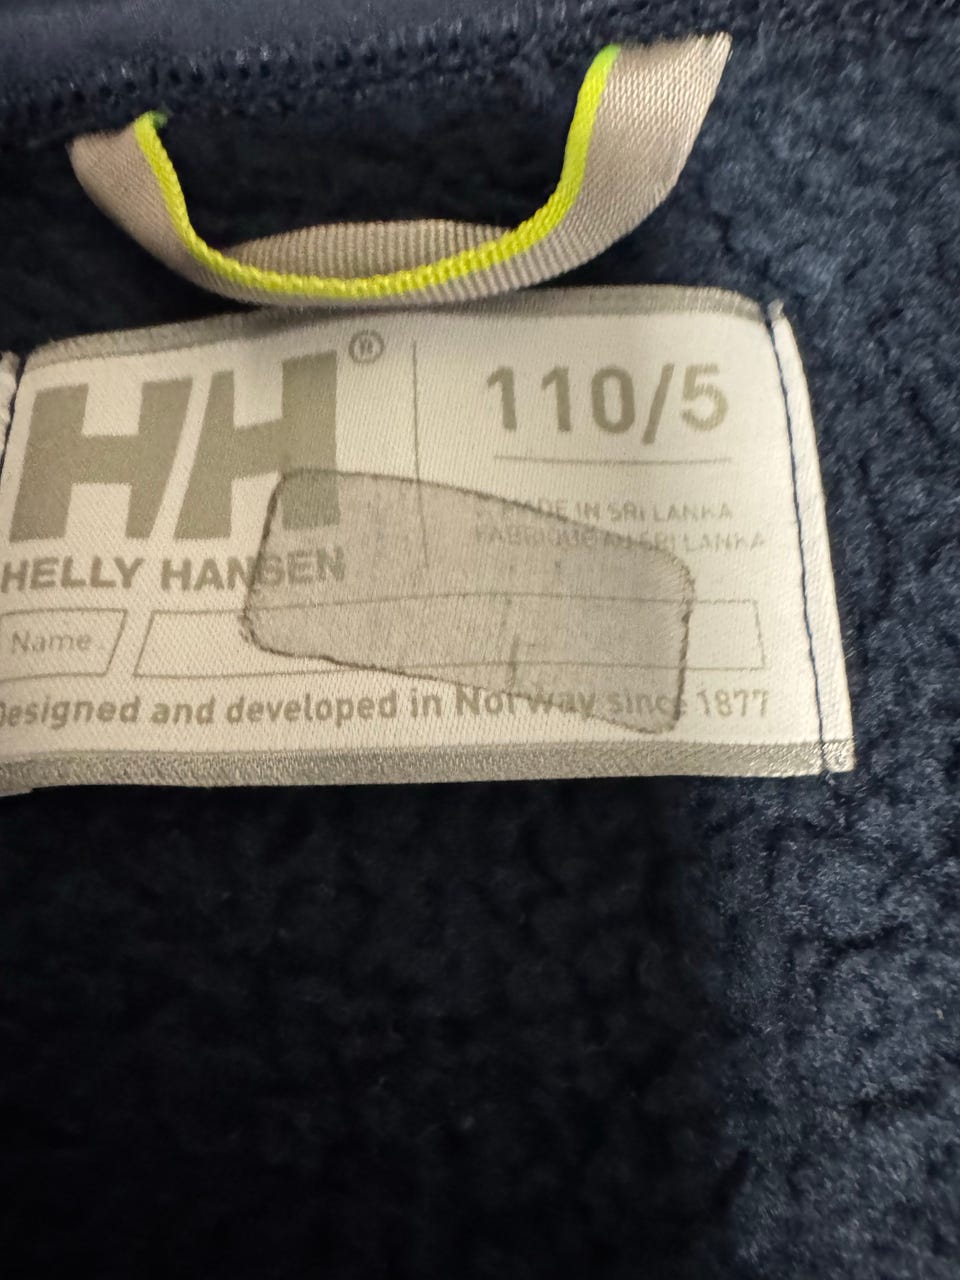 HH®
110/5
MADE IN SRI LANKA
FABRIQUÉ AU SRI LANKA
HELLY HANSEN
Name
Designed and developed in Norway since 1877